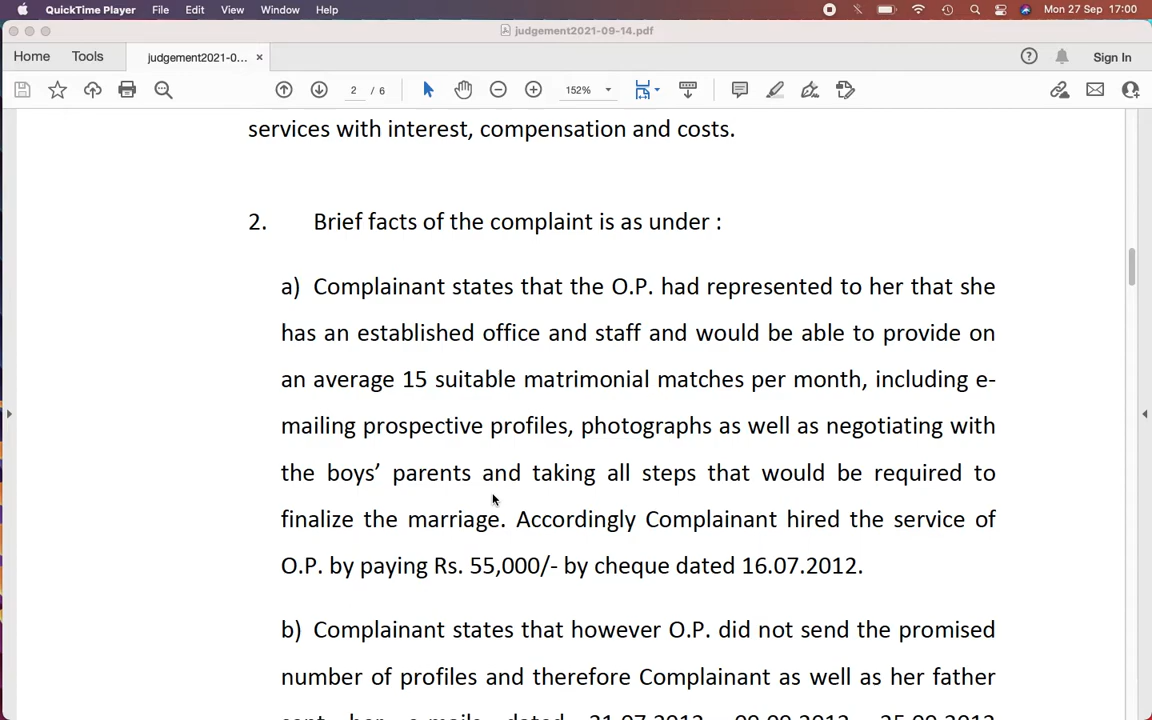 QuickTime Player File Edit View Window Help Mon 27 Sep 17:00
judgement2021-09-14.pdf
Home Tools judgement2021-0... × Sign In
2 / 6 152%
services with interest, compensation and costs.
2. Brief facts of the complaint is as under :
a) Complainant states that the O.P. had represented to her that she
has an established office and staff and would be able to provide on
an average 15 suitable matrimonial matches per month, including e-
mailing prospective profiles, photographs as well as negotiating with
the boys’ parents and taking all steps that would be required to
finalize the marriage. Accordingly Complainant hired the service of
O.P. by paying Rs. 55,000/- by cheque dated 16.07.2012.
b) Complainant states that however O.P. did not send the promised
number of profiles and therefore Complainant as well as her father
sent her e-mails dated 31.07.2012